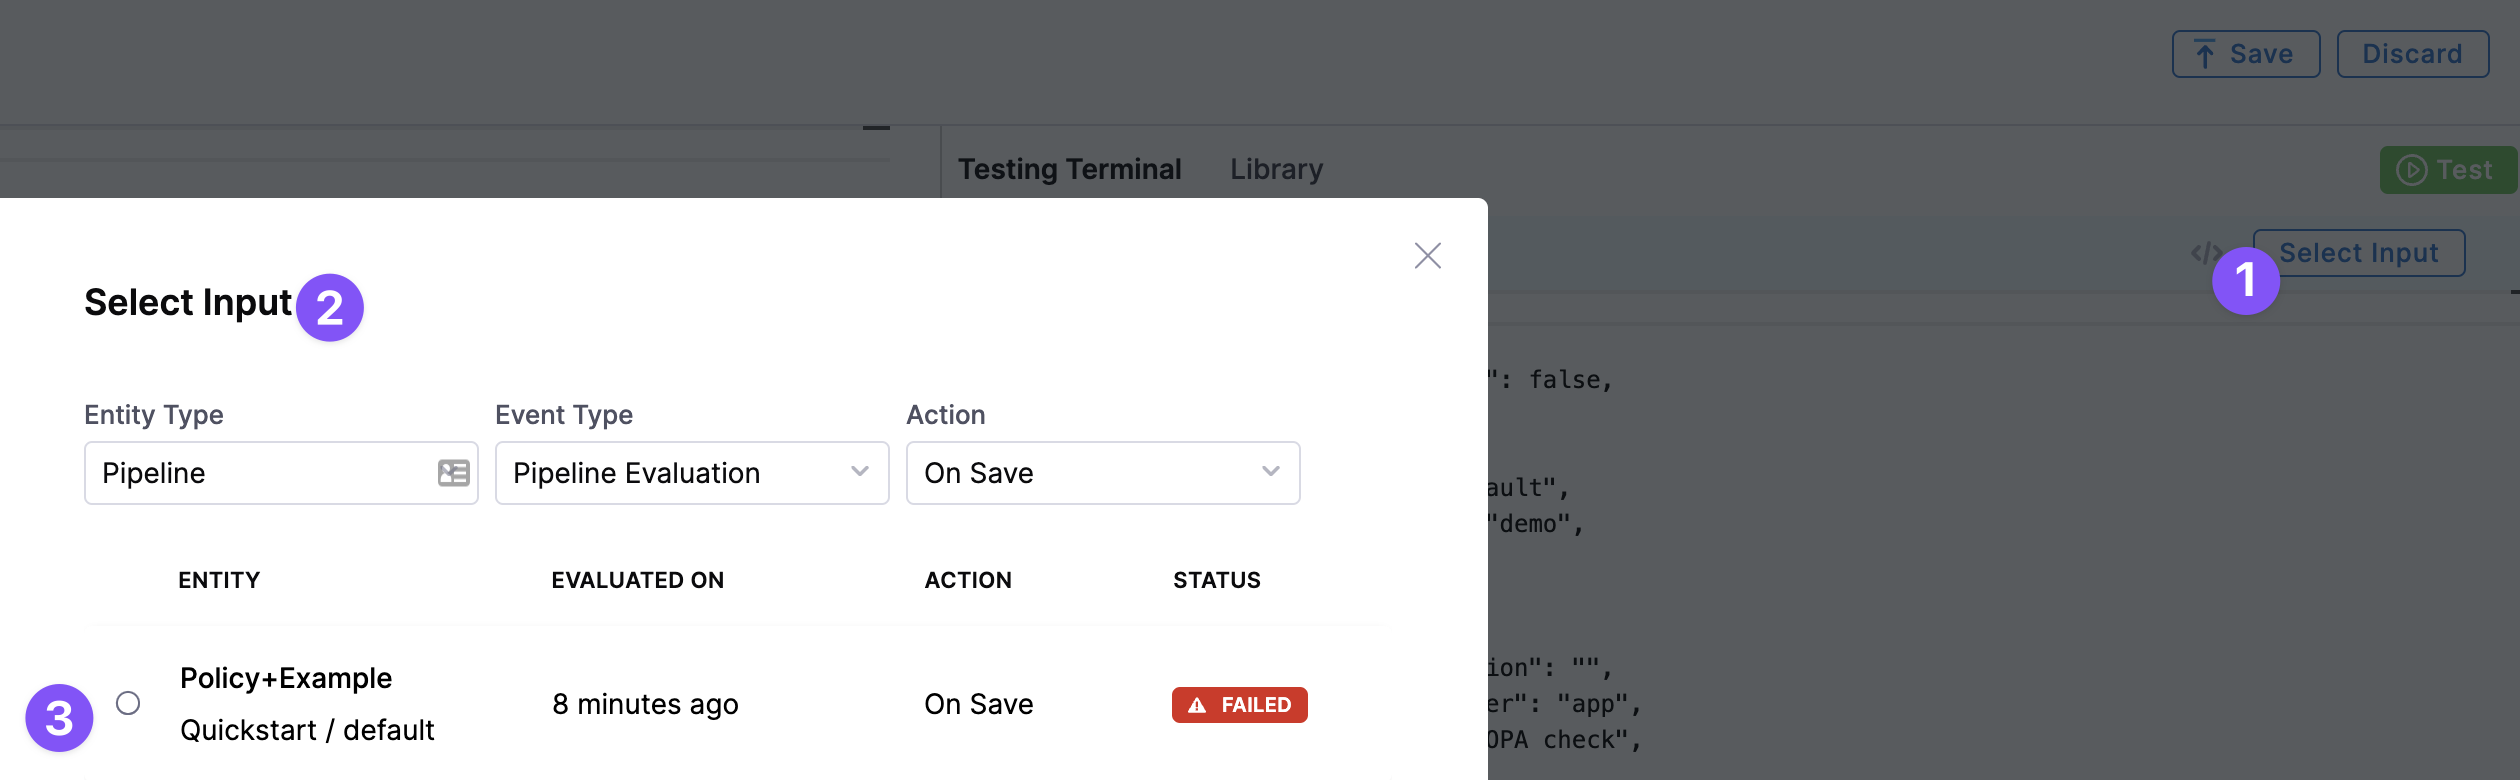 Save Discard
Testing Terminal Library Test
</> Select Input
1
Select Input 2
Entity Type Event Type Action
Pipeline Pipeline Evaluation On Save
ENTITY EVALUATED ON ACTION STATUS
3
Policy+Example
Quickstart / default
8 minutes ago On Save FAILED
": false,
ault",
"demo",
ion": "",
er": "app",
OPA check",